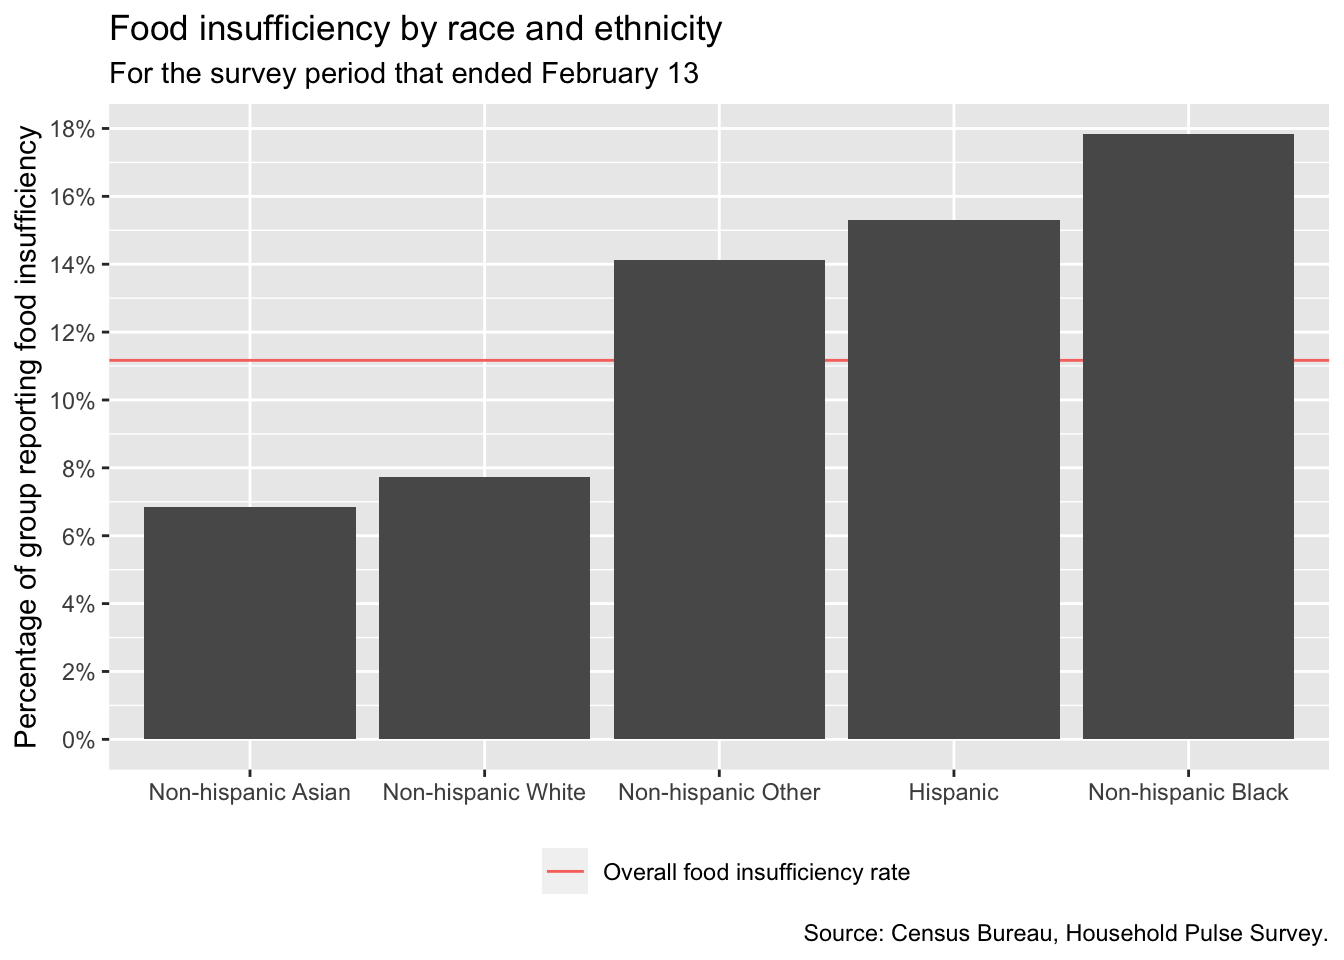 Food insufficiency by race and ethnicity
For the survey period that ended February 13
Percentage of group reporting food insufficiency
18%
16%
14%
12%
10%
8%
6%
4%
2%
0%
Non-hispanic Asian
Non-hispanic White
Non-hispanic Other
Hispanic
Non-hispanic Black
Overall food insufficiency rate
Source: Census Bureau, Household Pulse Survey.